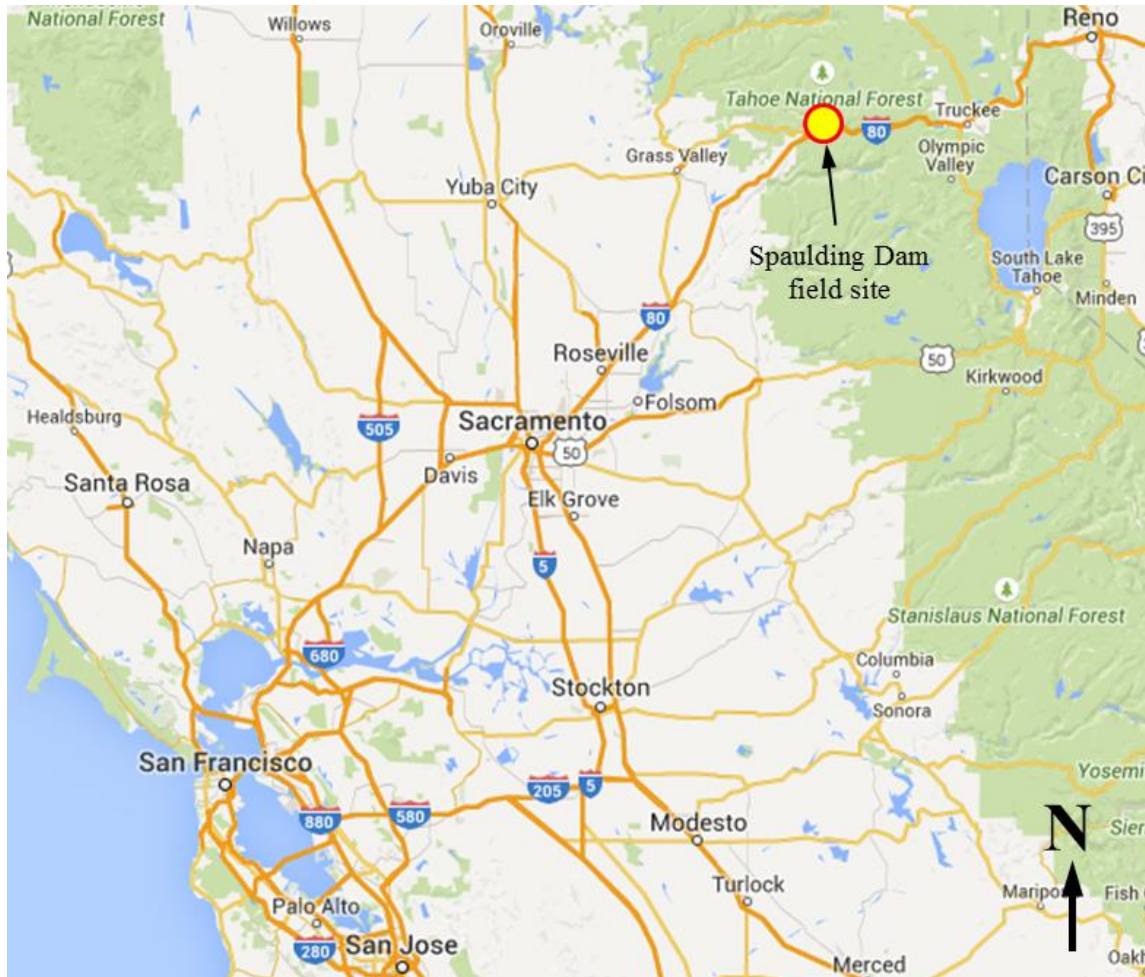 National Forest
Willows
Oroville
Reno
Tahoe National Forest
Truckee
80
Grass Valley
Olympic
Valley
Yuba City
Carson Ci
395
Spaulding Dam
field site
South Lake
Tahoe
Minden
80
50
Roseville
Kirkwood
Healdsburg
505
Folsom
Sacramento
50
Davis
Santa Rosa
Elk Grove
Napa
5
Stanislaus National Forest
680
Columbia
Stockton
Sonora
San Francisco
Yosemi
205
5
880
580
Modesto
N
Sier
Turlock
Maripo
Fish
Palo Alto
280
San Jose
Merced
Oakh